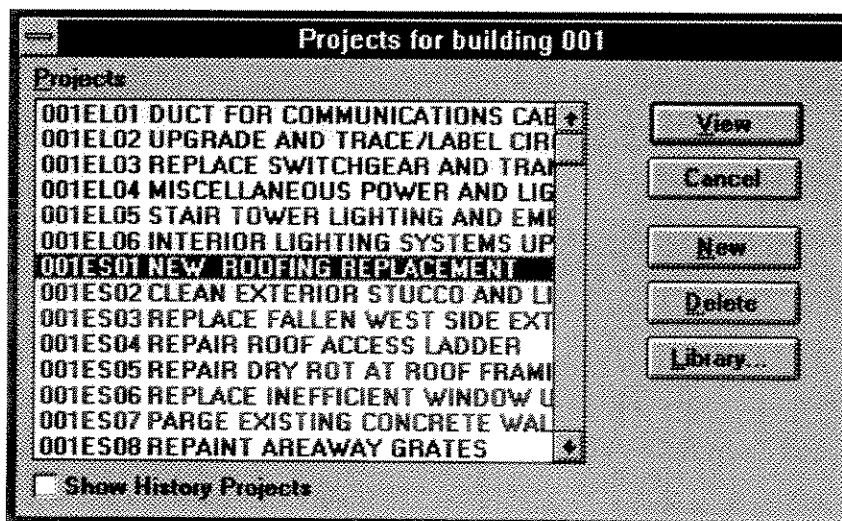 Projects for building 001
Projects
001EL01 DUCT FOR COMMUNICATIONS CAB
001EL02 UPGRADE AND TRACE/LABEL CIR
001EL03 REPLACE SWITCHGEAR AND TRAN
001EL04 MISCELLANEOUS POWER AND LIG
001EL05 STAIR TOWER LIGHTING AND EME
001EL06 INTERIOR LIGHTING SYSTEMS UP
001ES01 NEW ROOFING REPLACEMENT
001ES02 CLEAN EXTERIOR STUCCO AND LI
001ES03 REPLACE FALLEN WEST SIDE EXT
001ES04 REPAIR ROOF ACCESS LADDER
001ES05 REPAIR DRY ROT AT ROOF FRAMI
001ES06 REPLACE INEFFICIENT WINDOW U
001ES07 PARGE EXISTING CONCRETE WAL
001ES08 REPAINT AREAWAY GRATES
Show History Projects
View
Cancel
New
Delete
Library...